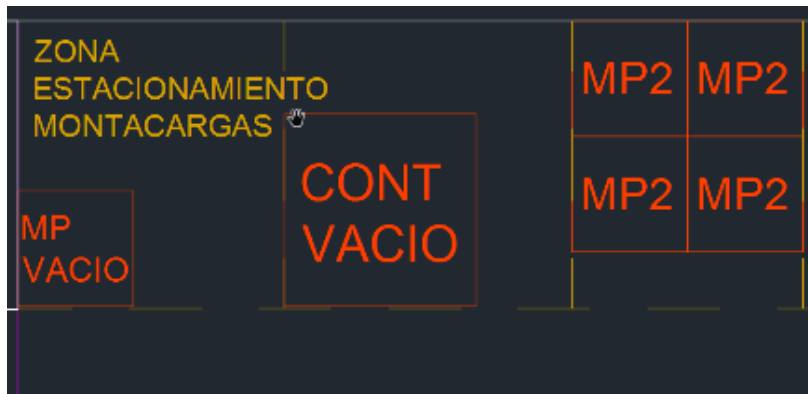 ZONA
ESTACIONAMIENTO
MONTACARGAS
MP
VACIO
CONT
VACIO
MP2 MP2
MP2 MP2